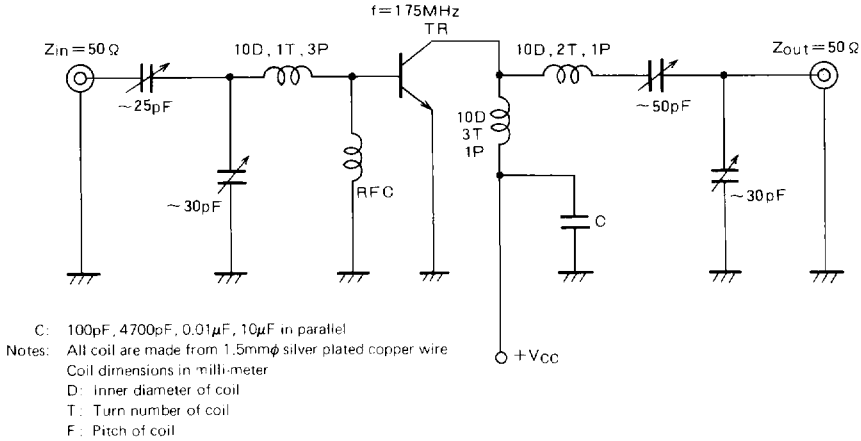 f=175MHz
TR
Zin=50Ω
10D, 1T, 3P
10D, 2T, 1P
Zout=50Ω
~25pF
~50pF
10D
3T
1P
~30pF
RFC
C
~30pF
+Vcc
C: 100pF, 4700pF, 0.01μF, 10μF in parallel
Notes: All coil are made from 1.5mmφ silver plated copper wire
Coil dimensions in milli-meter
D: Inner diameter of coil
T: Turn number of coil
F: Pitch of coil